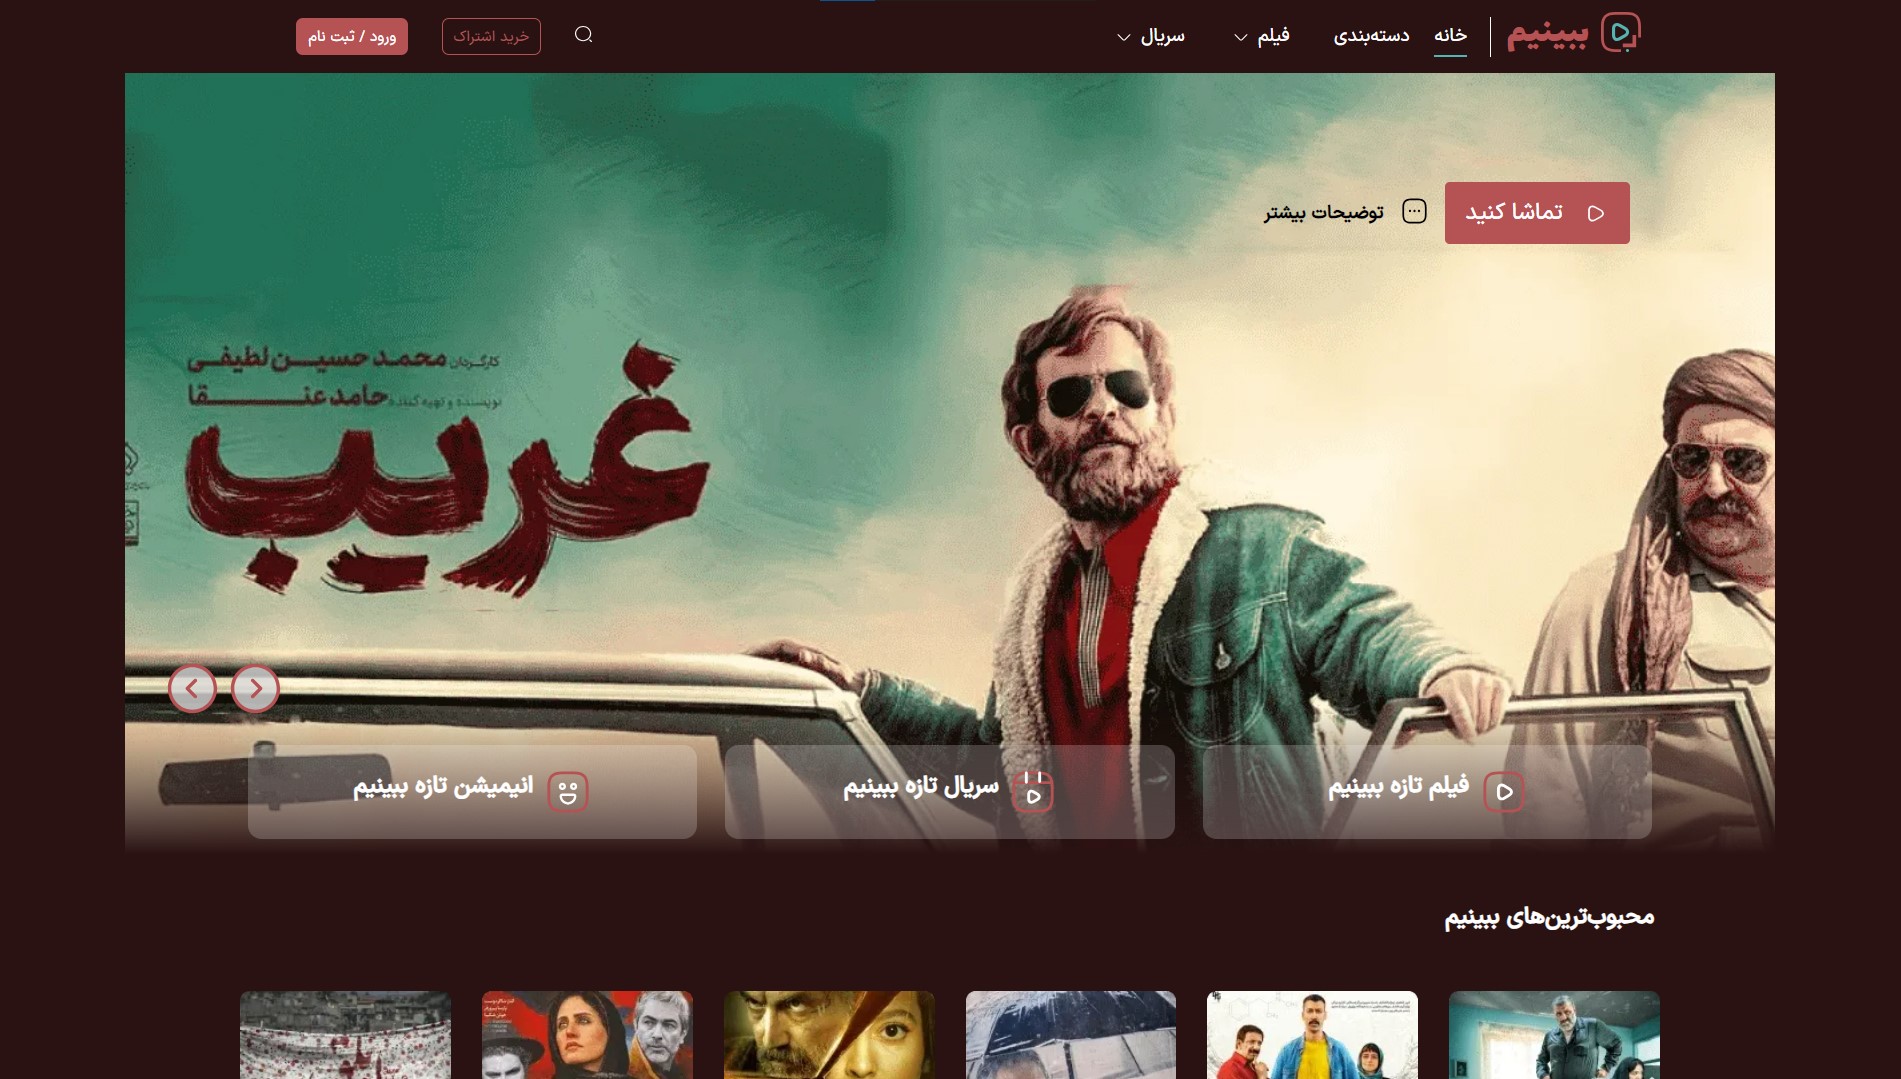 ببینیم
خانه
دسته‌بندی
فیلم
سریال
خرید اشتراک
ورود / ثبت نام
تماشا کنید
توضیحات بیشتر
کارگردان محمد حسین لطیفی
نویسنده و تهیه کننده حامد عنقا
غریب
فیلم تازه ببینیم
سریال تازه ببینیم
انیمیشن تازه ببینیم
محبوب‌ترین‌های ببینیم